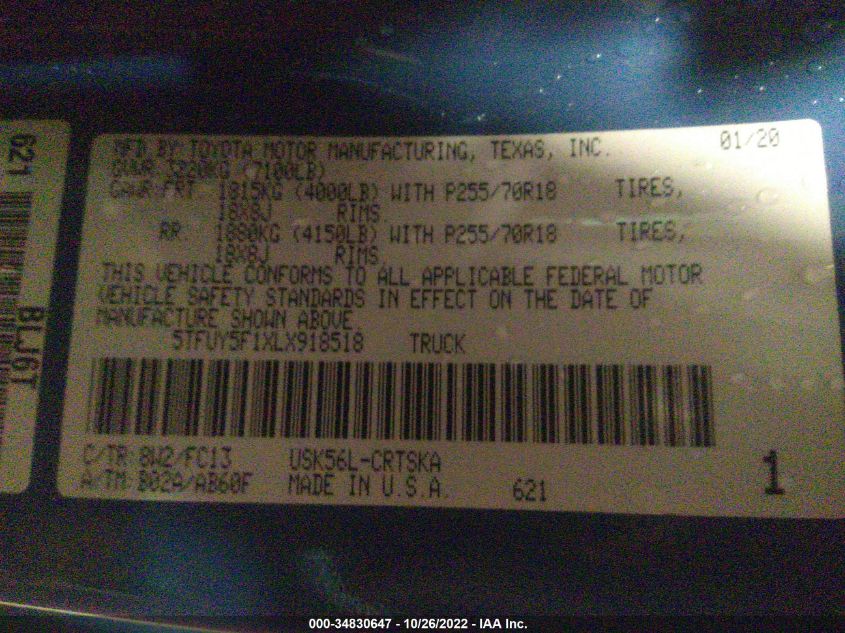 621
BLJ6T
MFD BY: TOYOTA MOTOR MANUFACTURING, TEXAS, INC. 01/20
GVWR 3220KG (7100LB)
GAWR FRT 1815KG (4000LB) WITH P255/70R18 TIRES,
18X8J RIMS.
RR: 1880KG (4150LB) WITH P255/70R18 TIRES,
18X8J RIMS.
THIS VEHICLE CONFORMS TO ALL APPLICABLE FEDERAL MOTOR
VEHICLE SAFETY STANDARDS IN EFFECT ON THE DATE OF
MANUFACTURE SHOWN ABOVE.
5TFUY5F1XLX918518 TRUCK
C/TR: 8W2/FC13 USK56L-CRTSKA
A/TM: B02A/AB60F MADE IN U.S.A. 621 1
000-34830647 - 10/26/2022 - IAA Inc.